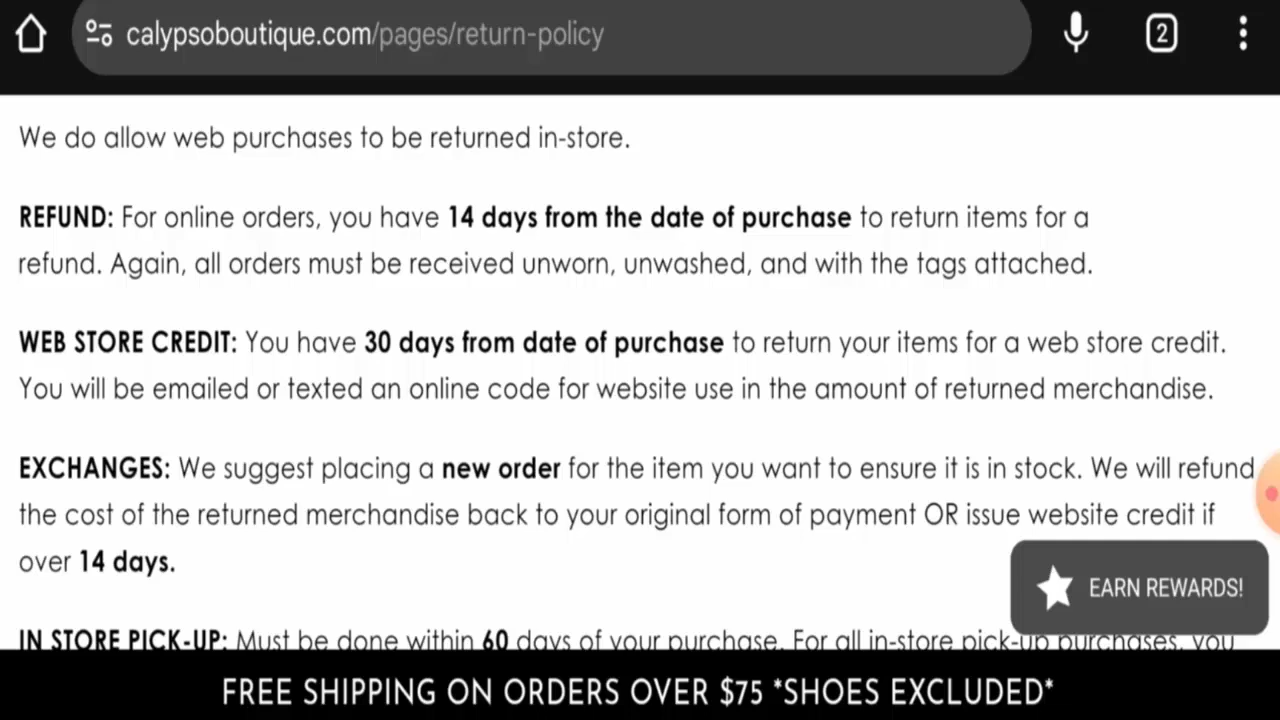 calypsoboutique.com/pages/return-policy
2
We do allow web purchases to be returned in-store.
REFUND: For online orders, you have 14 days from the date of purchase to return items for a
refund. Again, all orders must be received unworn, unwashed, and with the tags attached.
WEB STORE CREDIT: You have 30 days from date of purchase to return your items for a web store credit.
You will be emailed or texted an online code for website use in the amount of returned merchandise.
EXCHANGES: We suggest placing a new order for the item you want to ensure it is in stock. We will refund
the cost of the returned merchandise back to your original form of payment OR issue website credit if
over 14 days.
EARN REWARDS!
IN STORE PICK-UP: Must be done within 60 days of your purchase. For all in-store pick-up purchases, you
FREE SHIPPING ON ORDERS OVER $75 *SHOES EXCLUDED*